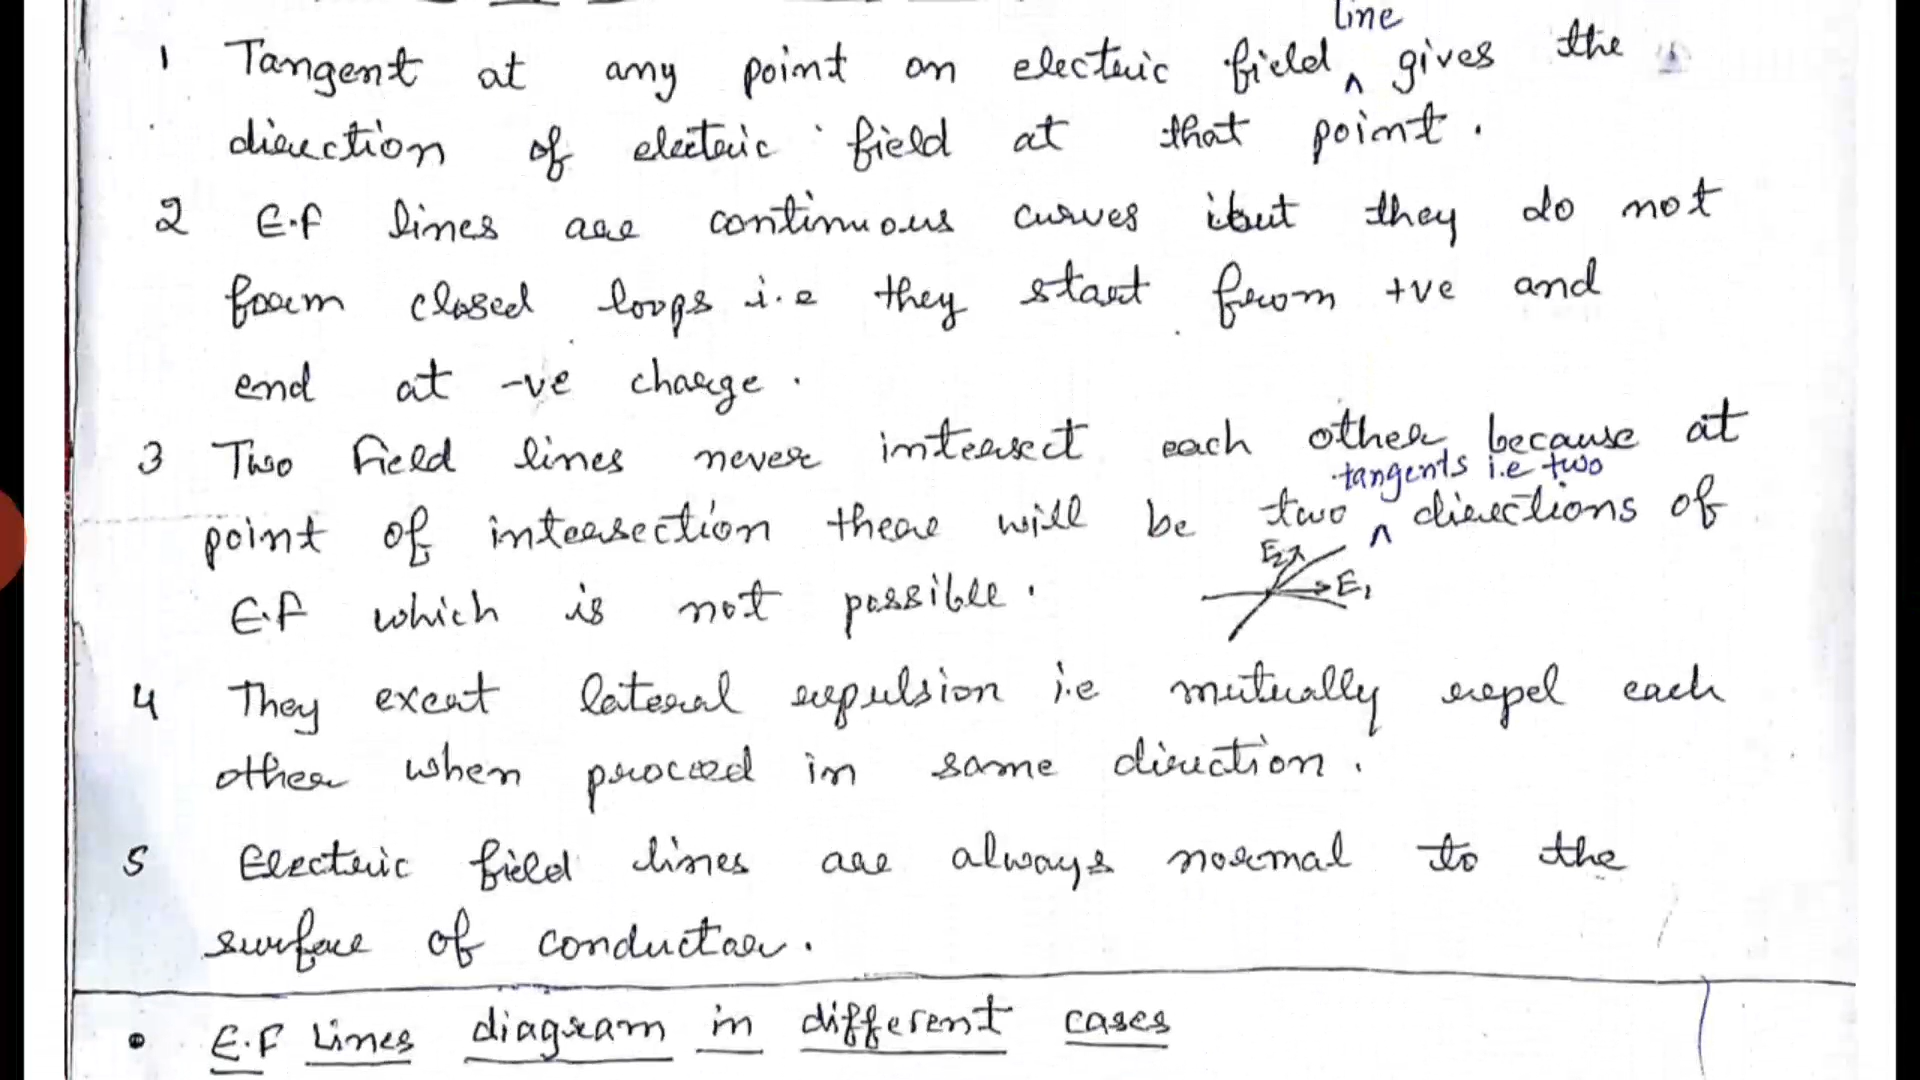 1 Tangent at any point on electric field line gives the
direction of electric field at that point.
2 E.F lines are continuous curves but they do not
form closed loops i.e they start from +ve and
end at -ve charge.
3 Two field lines never intersect each other because at
point of intersection there will be two tangents i.e two directions of
E.F which is not possible.
E2
E1
4 They exert lateral repulsion i.e mutually repel each
other when proceed in same direction.
5 Electric field lines are always normal to the
surface of conductor.
• E.F Lines diagram in different cases